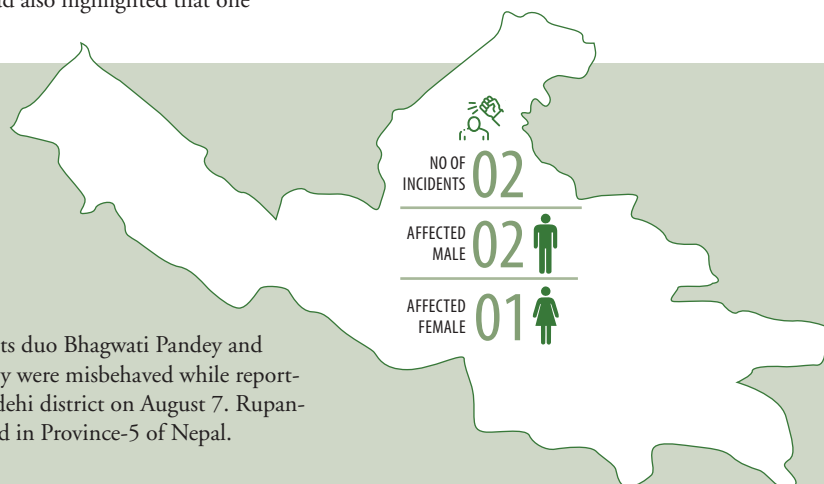 d also highlighted that one
NO OF
INCIDENTS 02
AFFECTED
MALE 02
AFFECTED
FEMALE 01
ts duo Bhagwati Pandey and
y were misbehaved while report-
dehi district on August 7. Rupan-
d in Province-5 of Nepal.